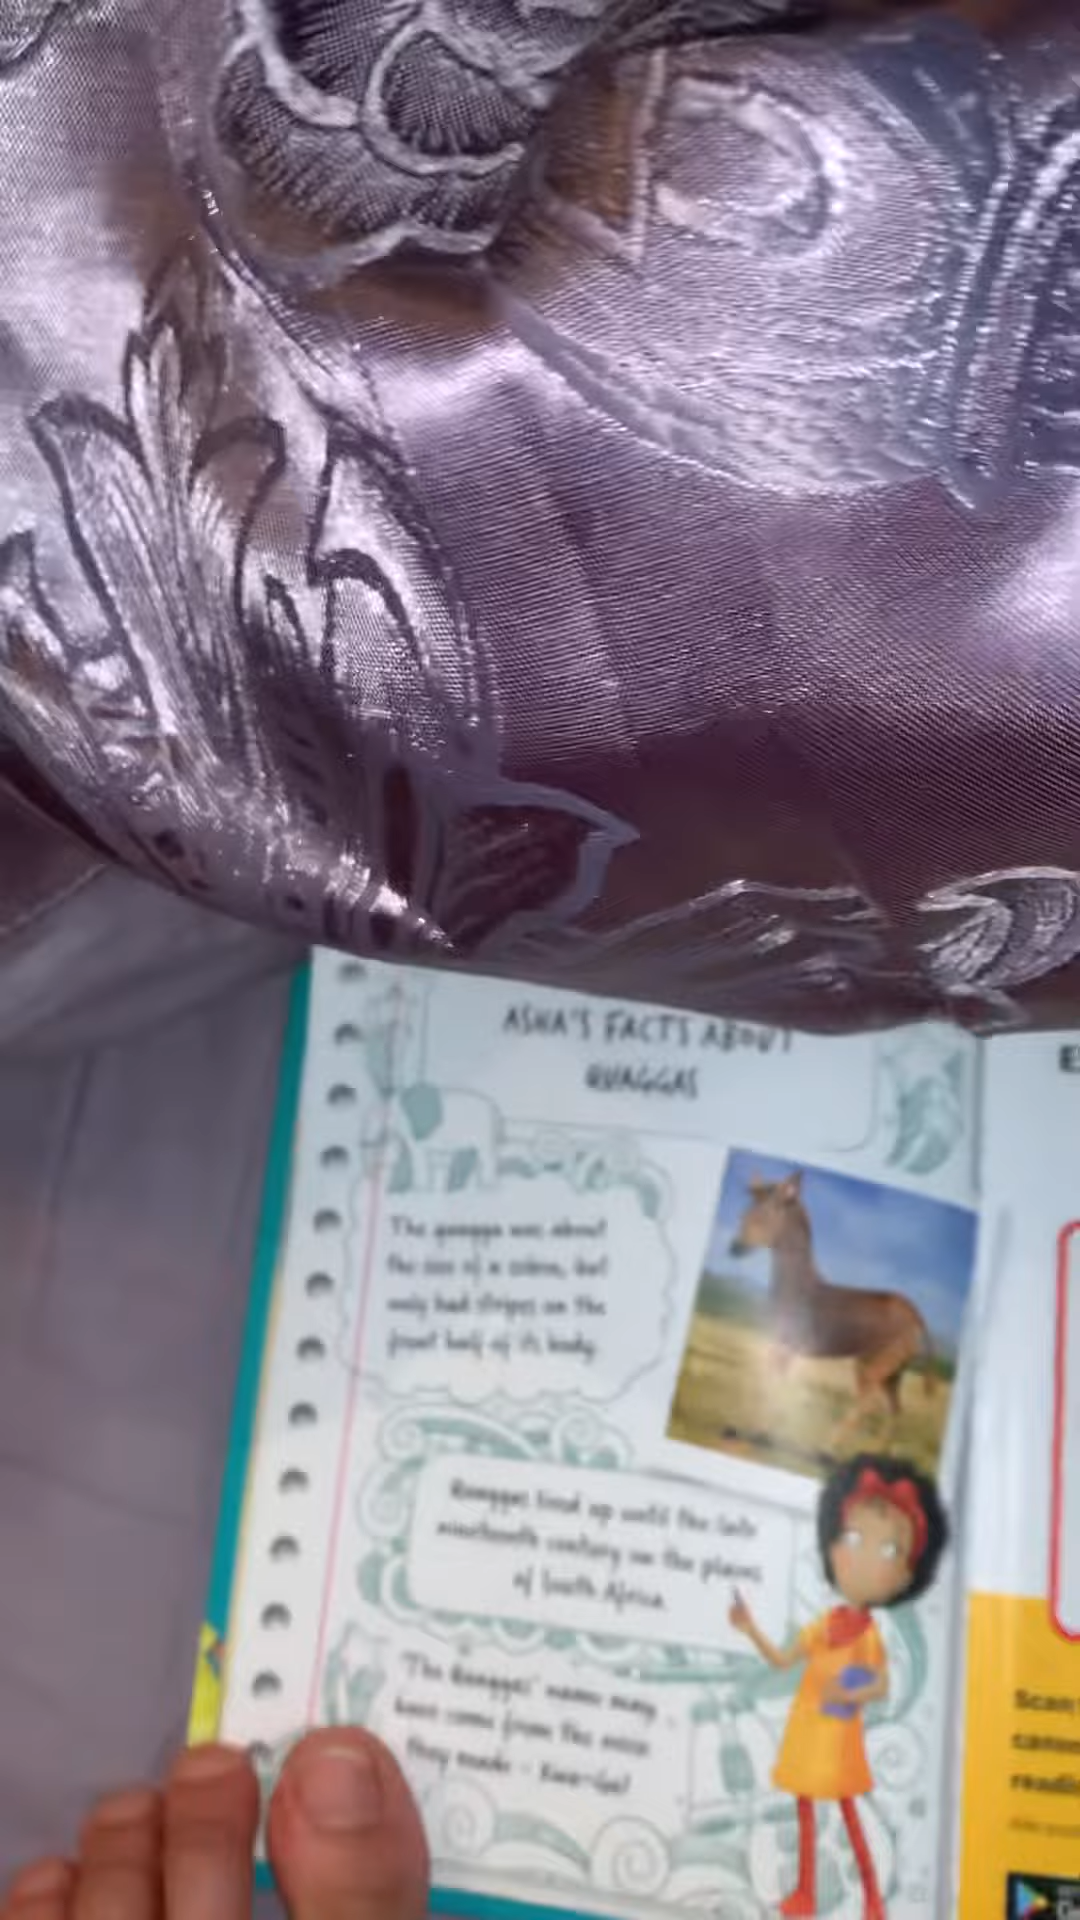 ASHA'S FACTS ABOUT
QUAGGAS
The quagga was about
the size of a zebra, but
only had stripes on the
front half of its body.
Quaggas lived up until the late
nineteenth century on the plains
of South Africa
'The Quaggas' name may
have come from the noise
they made - Kwa-Ga!
E
Scan
reading